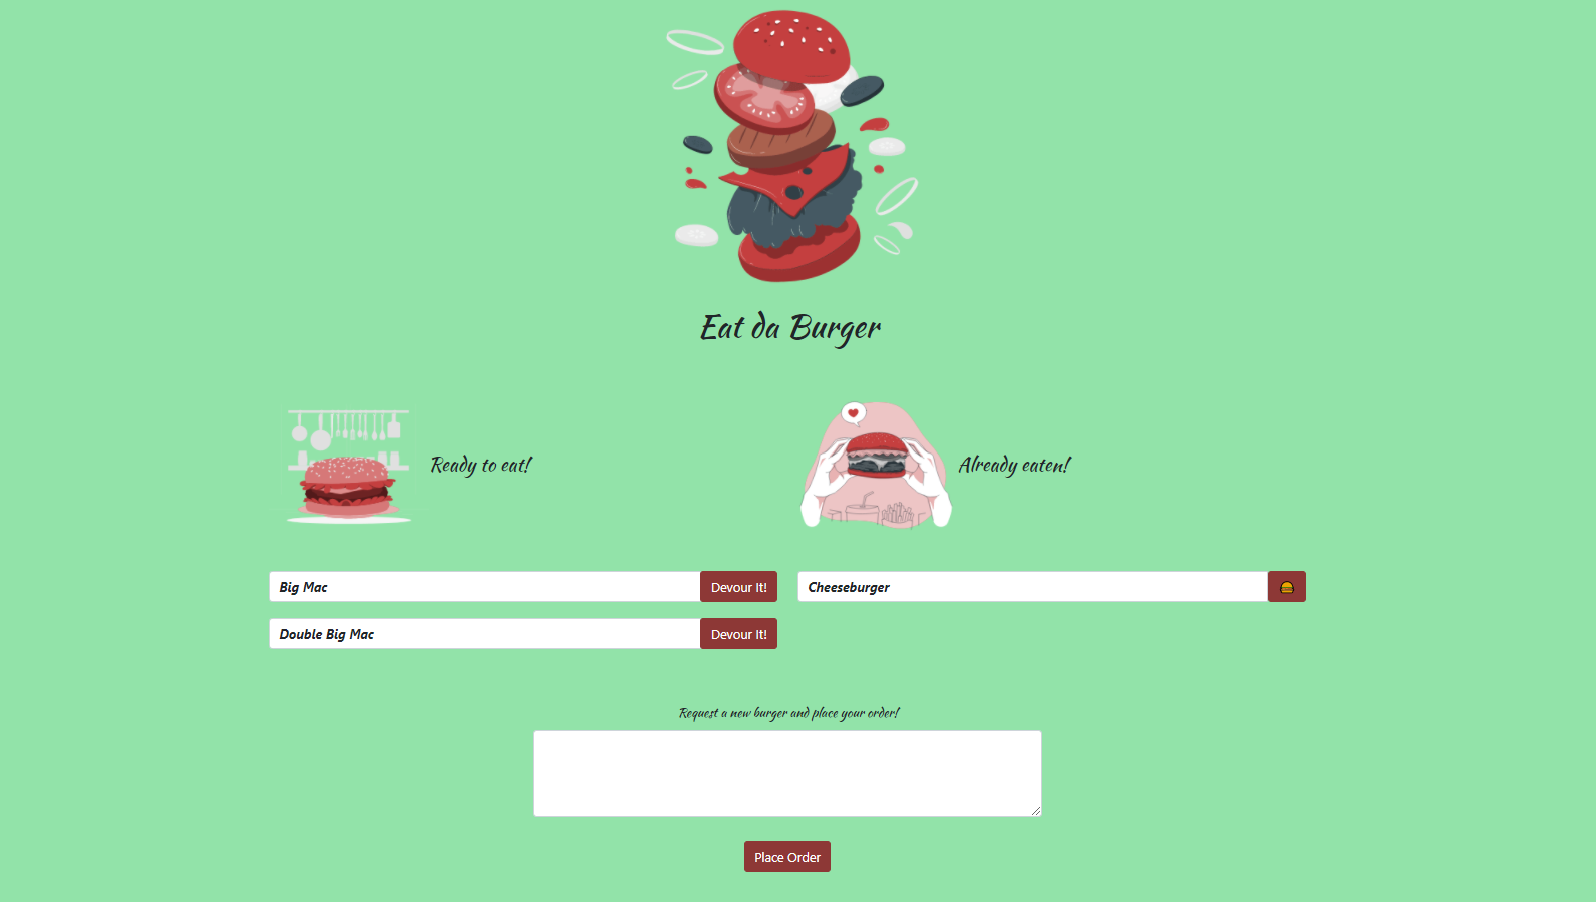 Eat da Burger
Ready to eat!
Already eaten!
Big Mac
Devour It!
Cheeseburger
Double Big Mac
Devour It!
Request a new burger and place your order!
Place Order